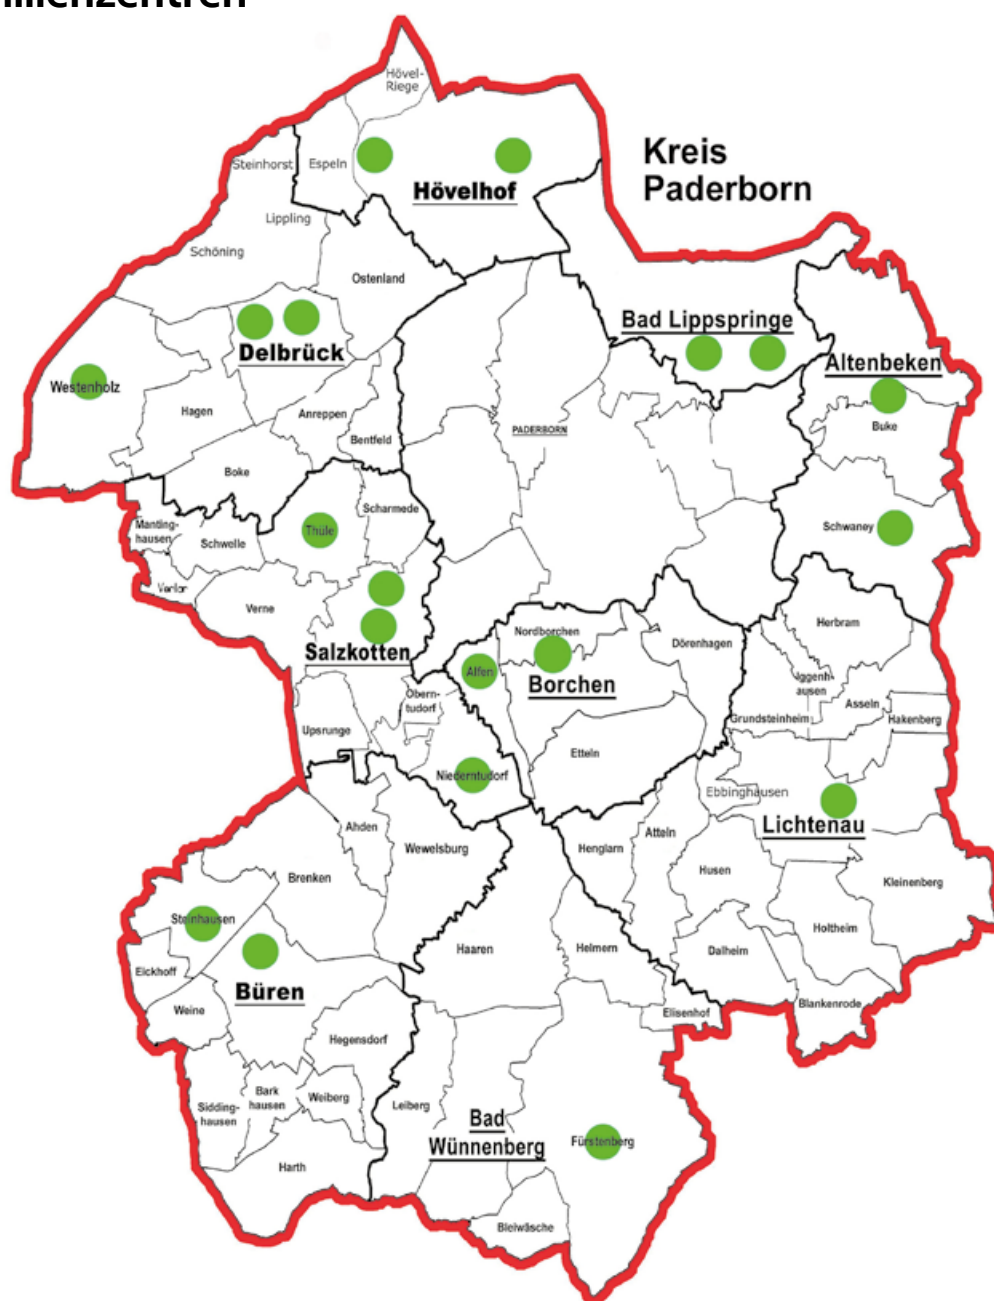 Hövel-
Riege
Kreis
Paderborn
Steinhorst
Espeln
Hövelhof
Lippling
Schöning
Ostenland
Bad Lippspringe
Delbrück
Altenbeken
Westenholz
Hagen
Anreppen
Buke
PADERBORN
Bentfeld
Boke
Scharmede
Manting-
hausen
Thüle
Schwaney
Schwelle
Verlar
Verne
Herbram
Nordborchen
Dörenhagen
Salzkotten
Alfen
Borchen
Iggenh-
ausen
Obern-
tudorf
Asseln
Grundsteinheim
Hakenberg
Upsrunge
Etteln
Niederntudorf
Ebbinghausen
Lichtenau
Ahden
Atteln
Wewelsburg
Henglarn
Husen
Brenken
Kleinenberg
Steinhausen
Holtheim
Haaren
Helmern
Dalheim
Eickhoff
Büren
Weine
Blankenrode
Elisenhof
Hegensdorf
Bark
hausen
Weiberg
Sidding-
hausen
Leiberg
Bad
Wünnenberg
Fürstenberg
Harth
Bleiwäsche